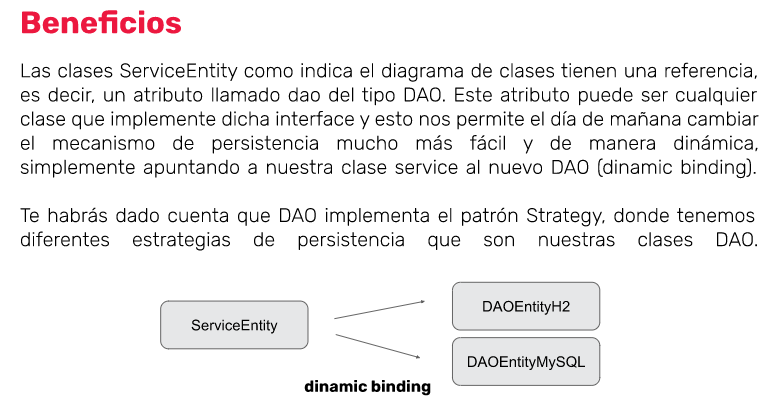 Beneficios
Las clases ServiceEntity como indica el diagrama de clases tienen una referencia,
es decir, un atributo llamado dao del tipo DAO. Este atributo puede ser cualquier
clase que implemente dicha interface y esto nos permite el día de mañana cambiar
el mecanismo de persistencia mucho más fácil y de manera dinámica,
simplemente apuntando a nuestra clase service al nuevo DAO (dinamic binding).
Te habrás dado cuenta que DAO implementa el patrón Strategy, donde tenemos
diferentes estrategias de persistencia que son nuestras clases DAO.
ServiceEntity
DAOEntityH2
DAOEntityMySQL
dinamic binding